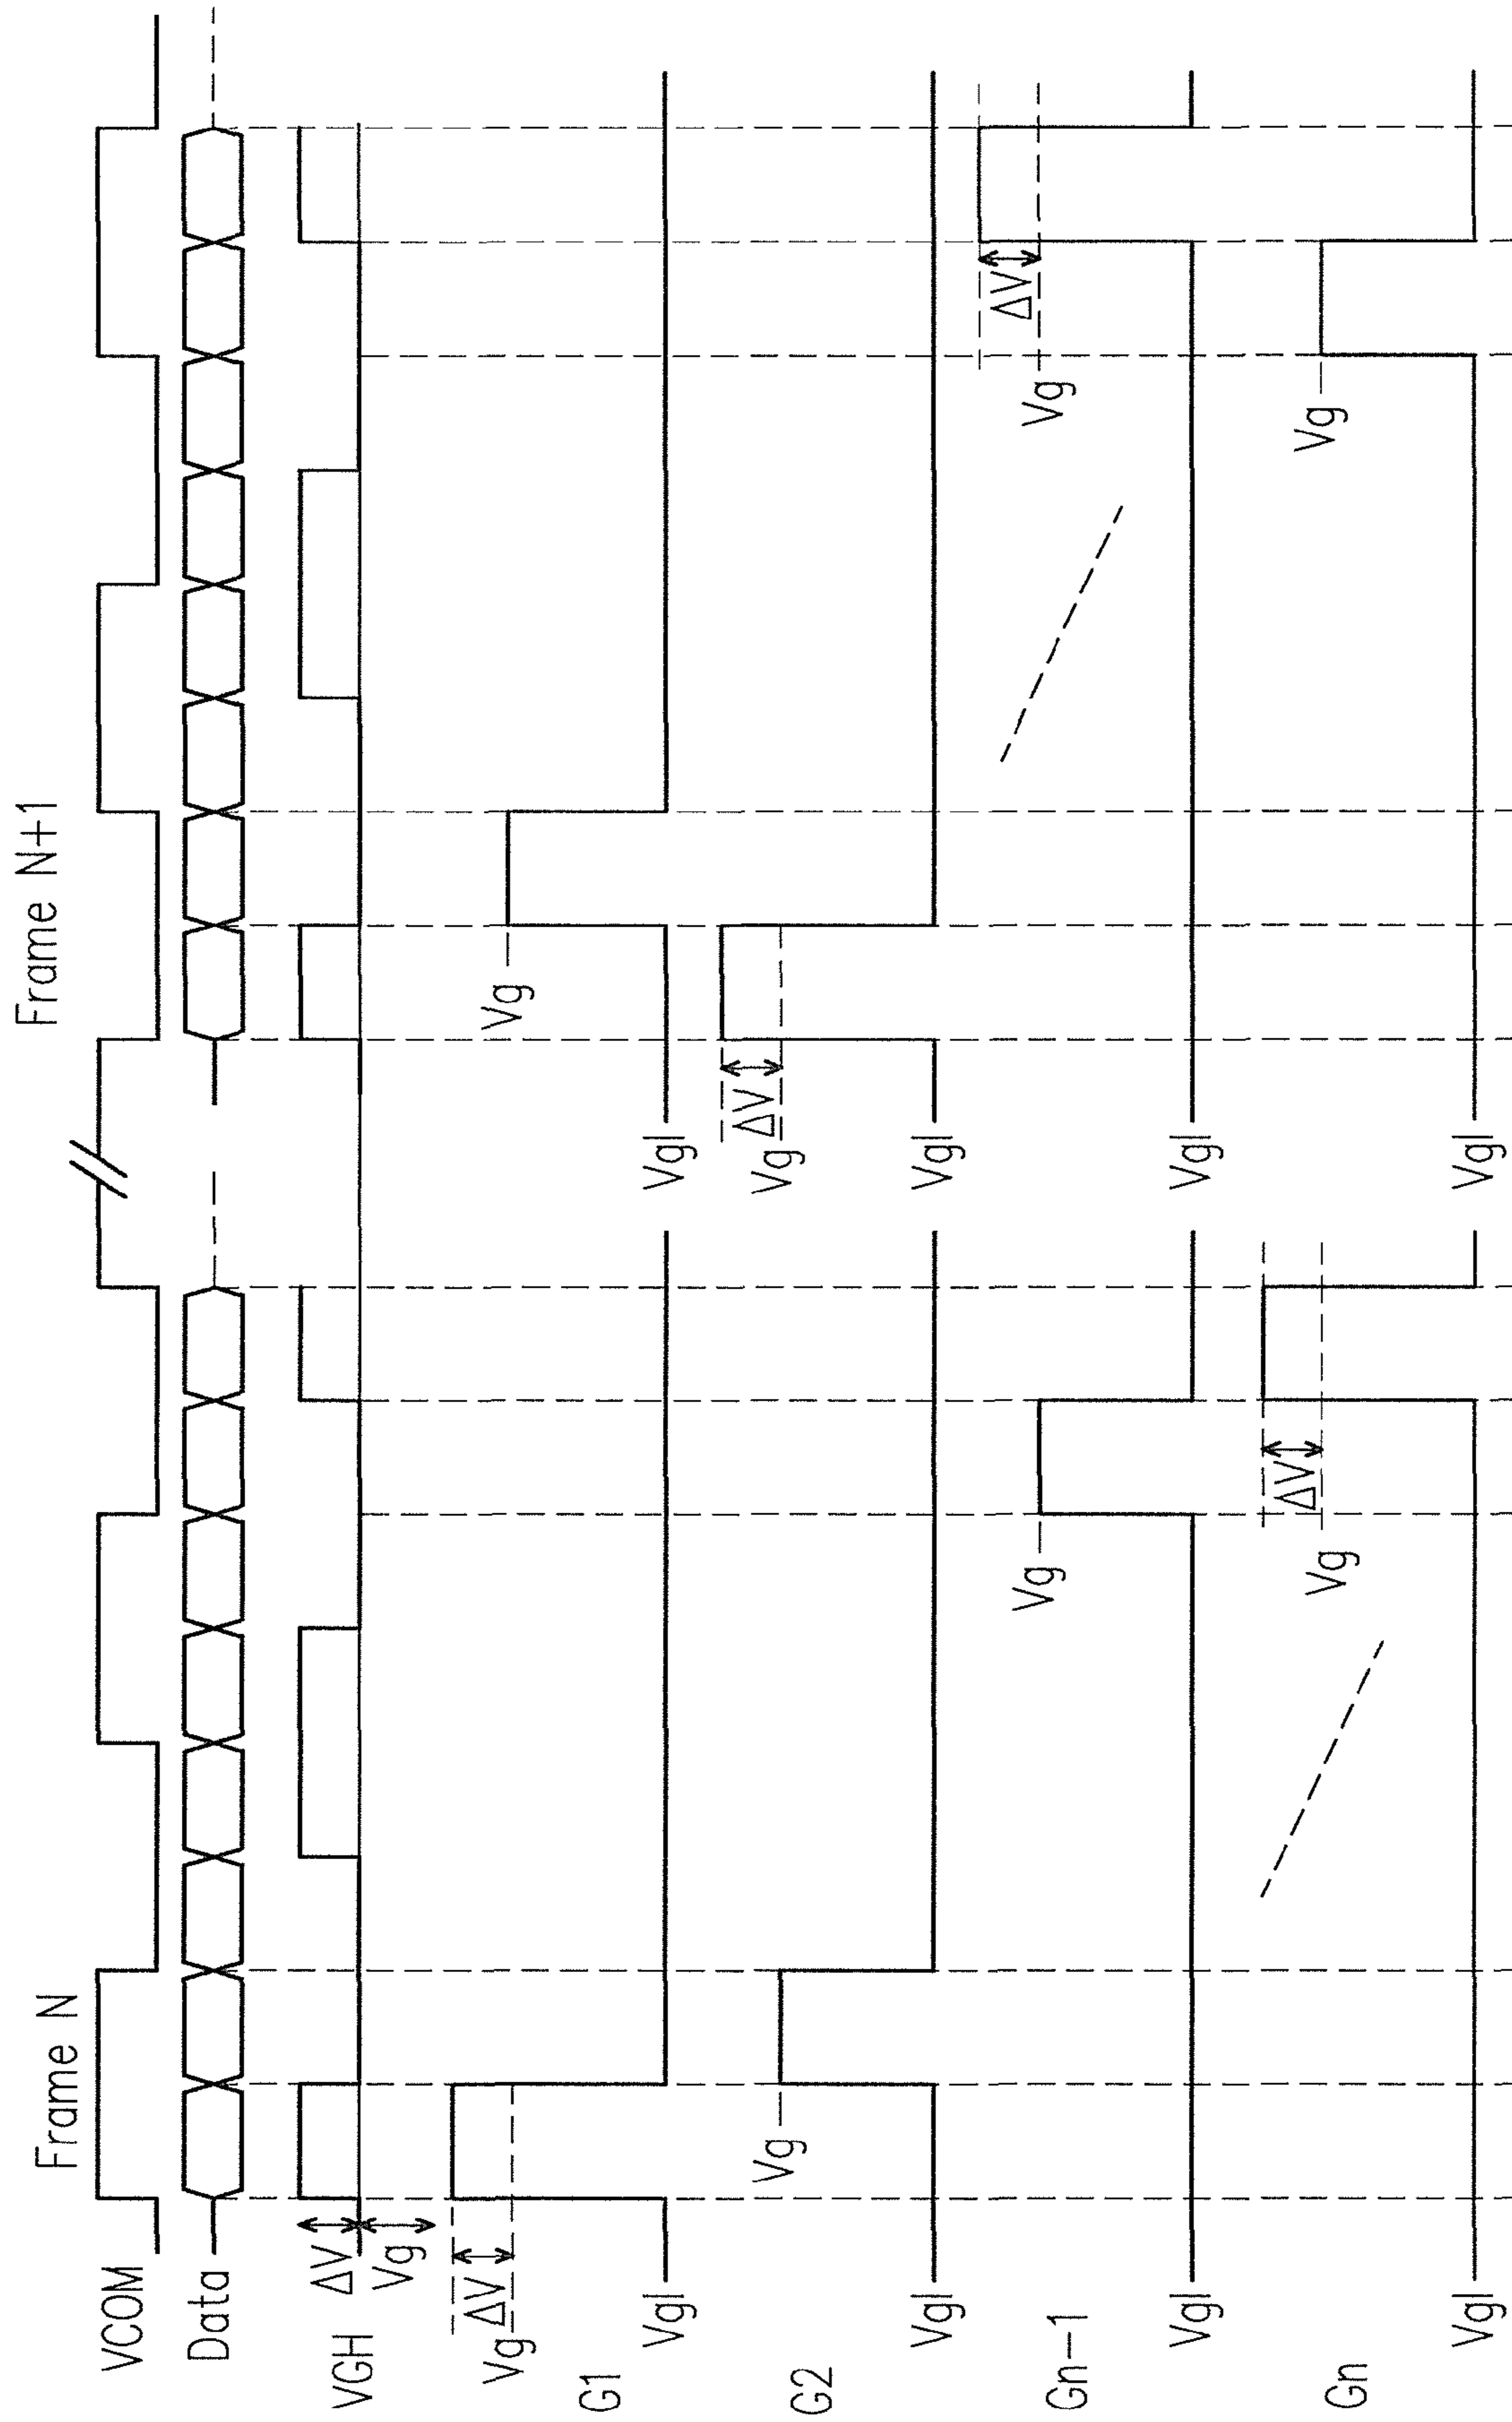 Frame N
Frame N+1
VCOM
Data
VGH ΔV
Vg
ΔV
Vg
Vg
Vgl
Vgl
G1
ΔV
Vg
Vg
Vgl
Vgl
G2
Vg
ΔV
Vg
Vgl
Vgl
Gn-1
ΔV
Vg
Vg
Vgl
Vgl
Gn